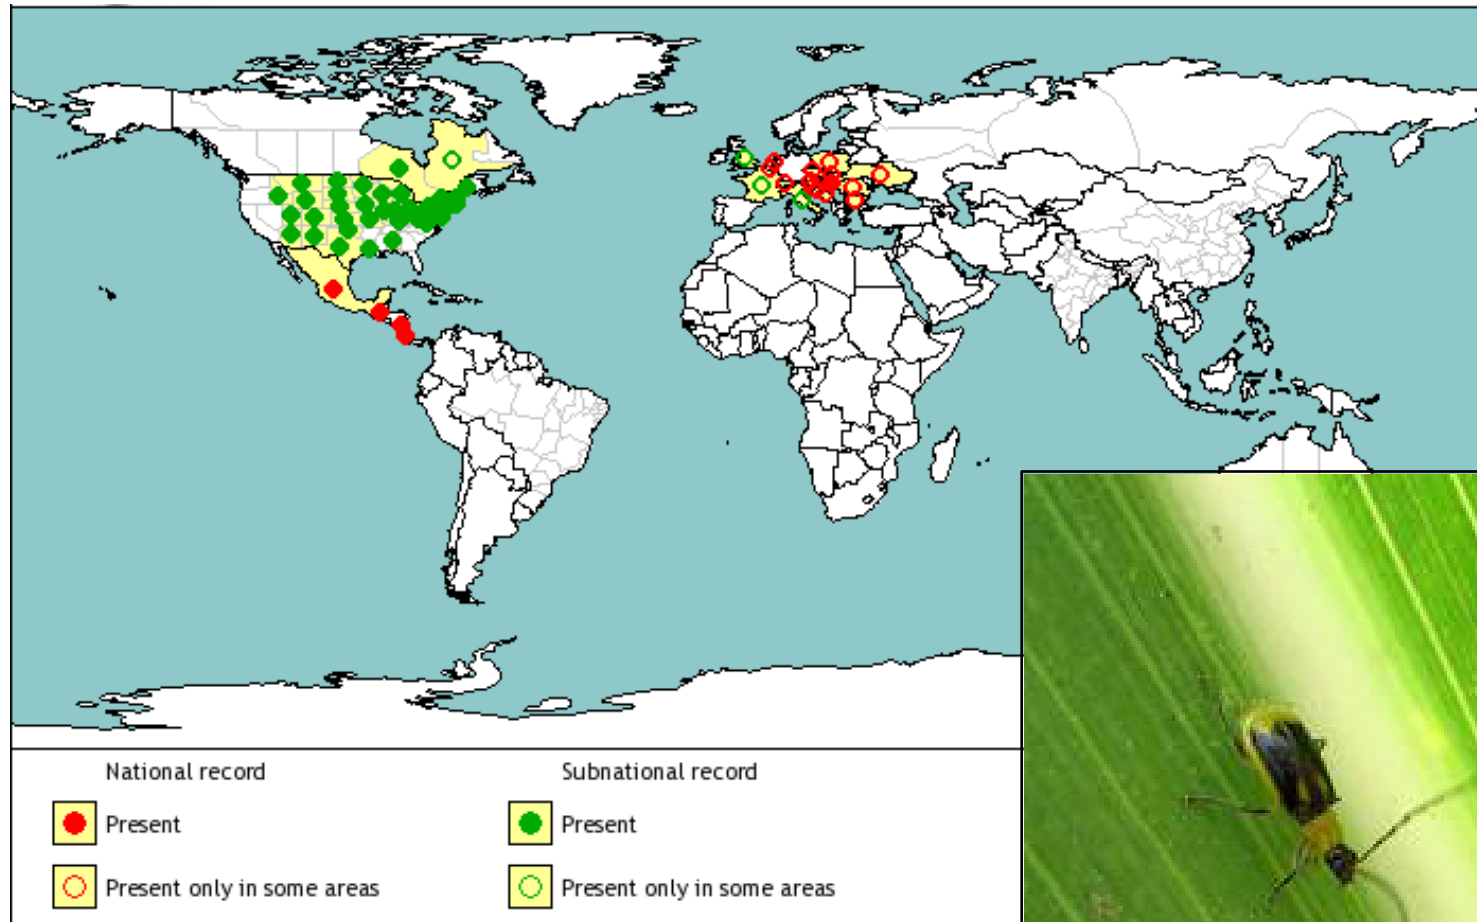 National record
Subnational record
Present
Present
Present only in some areas
Present only in some areas